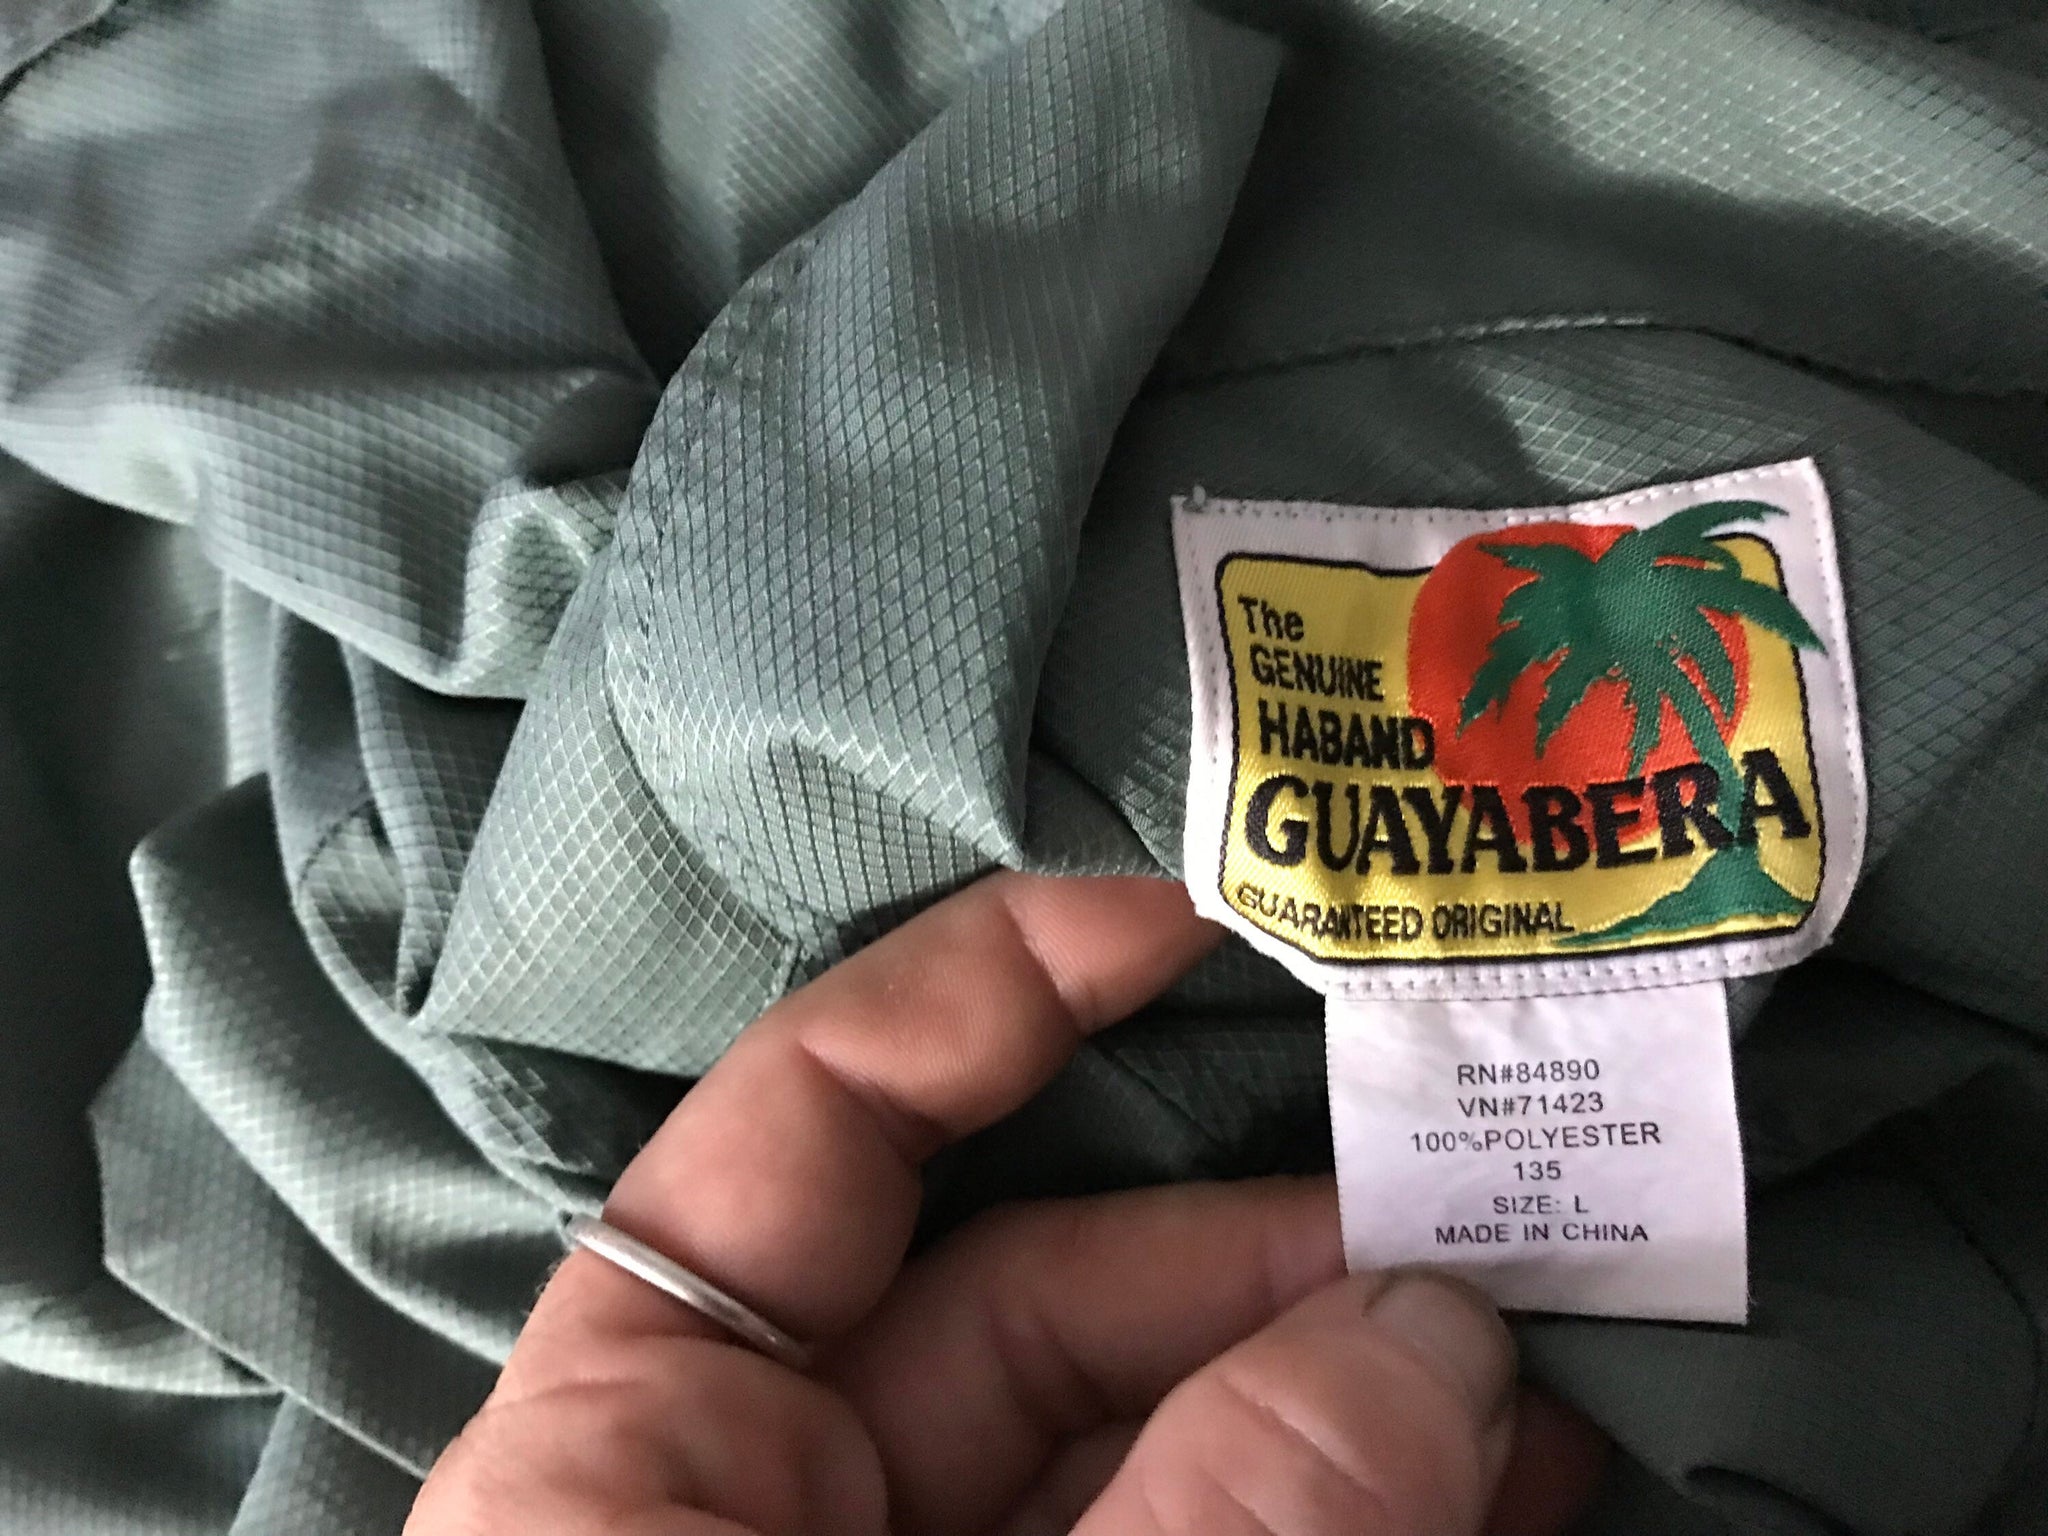 The
GENUINE
HABAND
GUAYABERA
GUARANTEED ORIGINAL
RN#84890
VN#71423
100%POLYESTER
135
SIZE: L
MADE IN CHINA